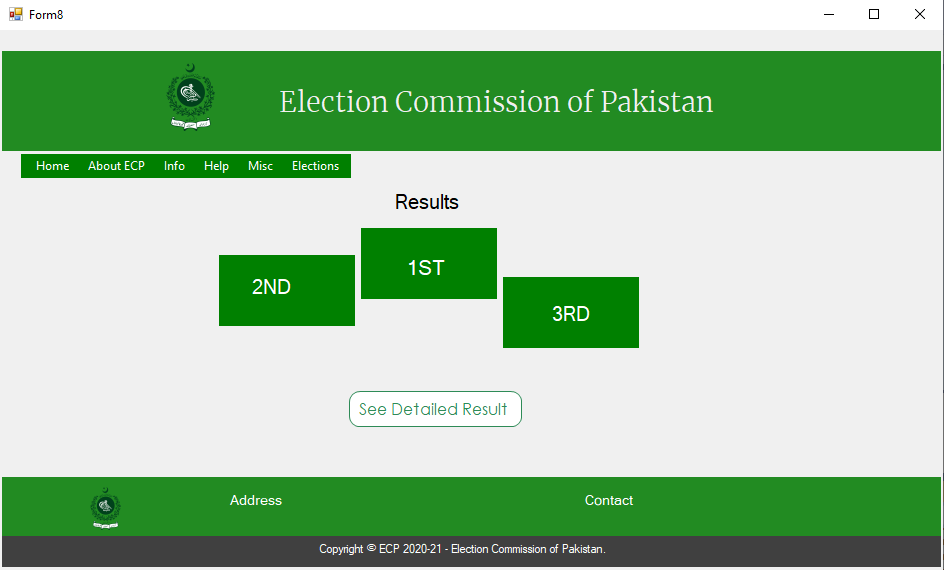 Form8
Election Commission of Pakistan
Home About ECP Info Help Misc Elections
Results
1ST
2ND
3RD
See Detailed Result
Address Contact
Copyright © ECP 2020-21 - Election Commission of Pakistan.